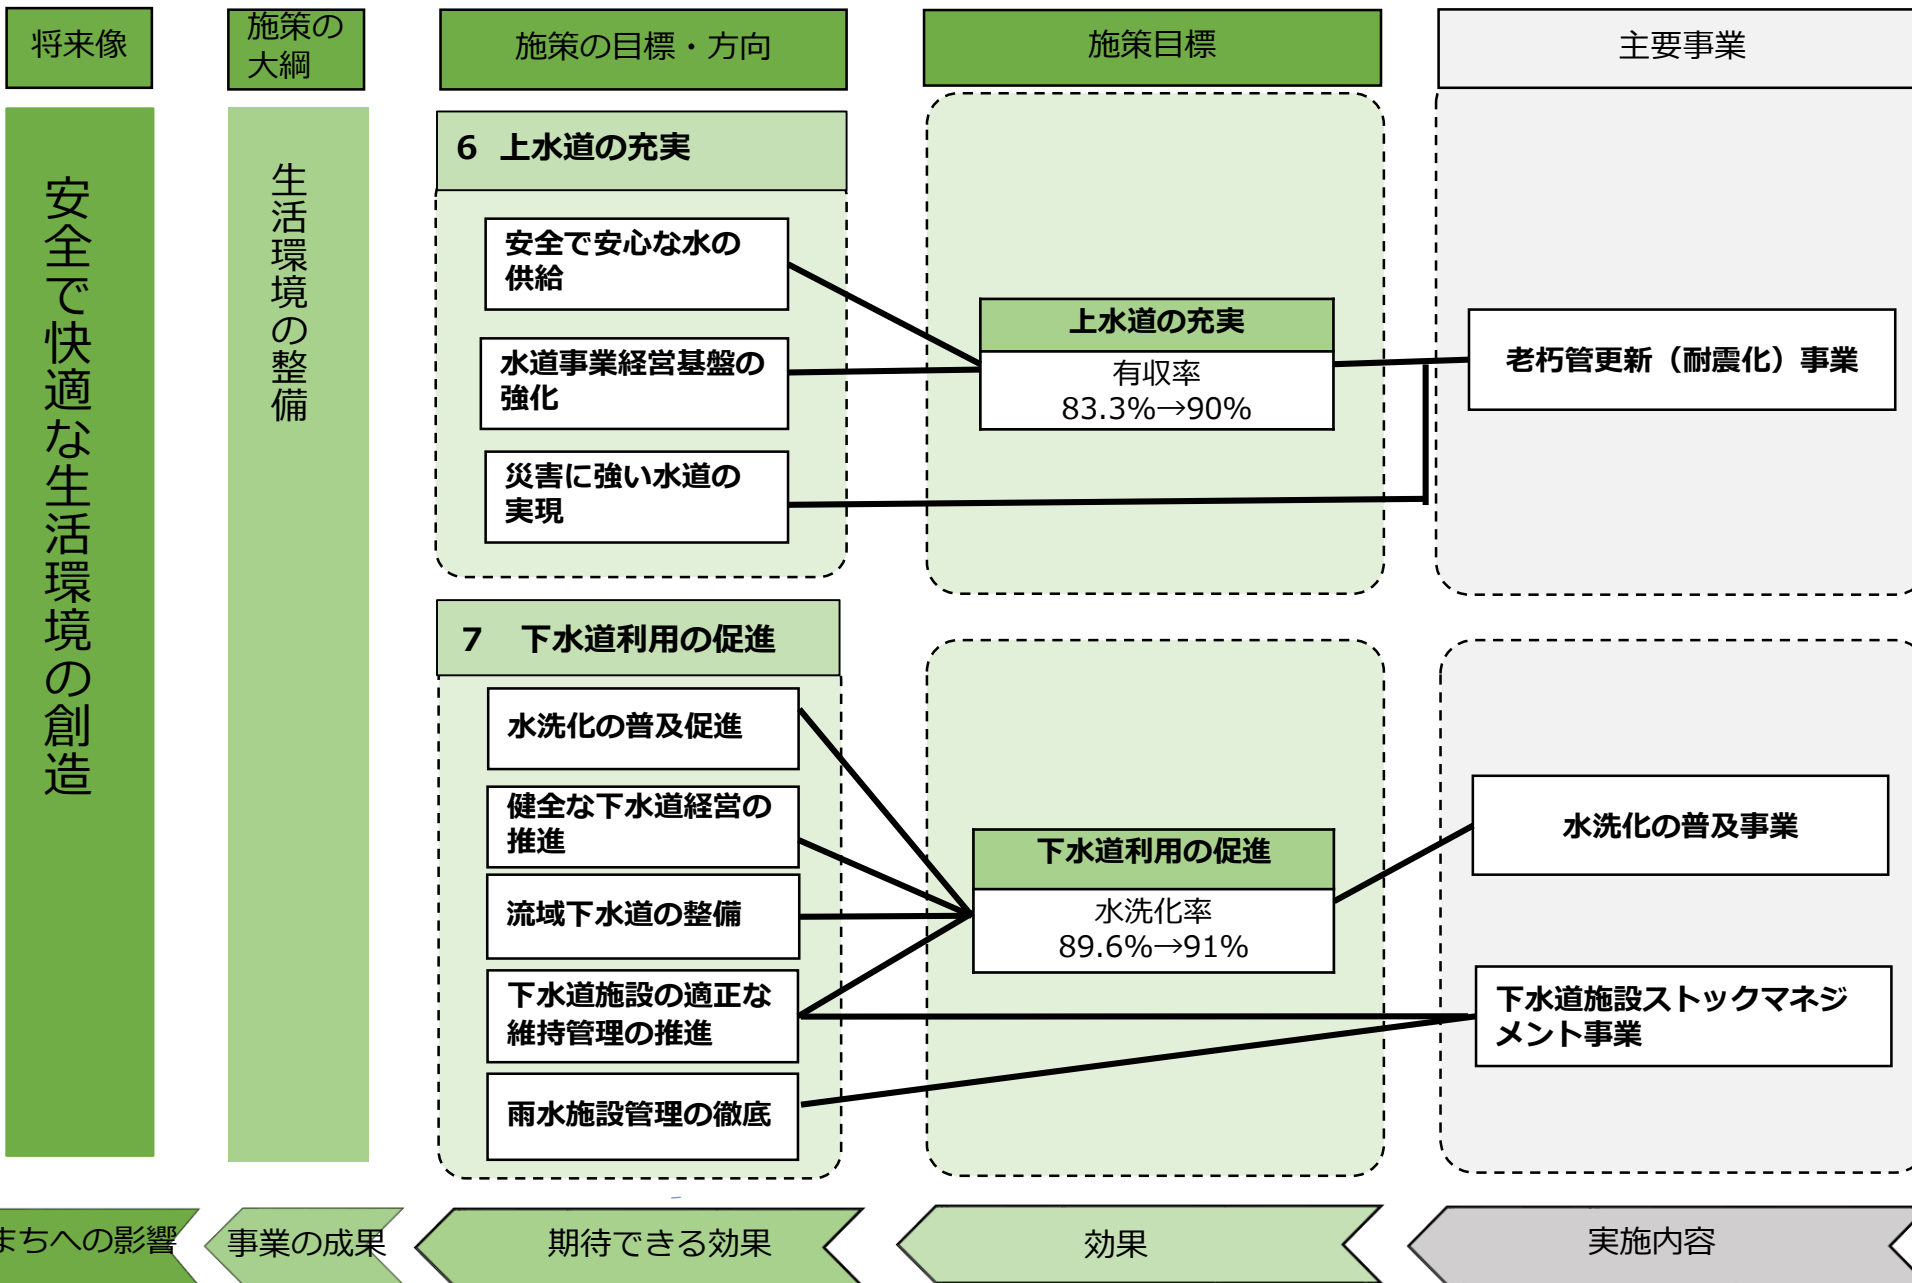 将来像
施策の
大綱
施策の目標・方向
施策目標
主要事業
安全で快適な生活環境の創造
生活環境の整備
6 上水道の充実
安全で安心な水の
供給
水道事業経営基盤の
強化
災害に強い水道の
実現
上水道の充実
有収率
83.3%→90%
老朽管更新（耐震化）事業
7 下水道利用の促進
水洗化の普及促進
健全な下水道経営の
推進
流域下水道の整備
下水道施設の適正な
維持管理の推進
雨水施設管理の徹底
下水道利用の促進
水洗化率
89.6%→91%
水洗化の普及事業
下水道施設ストックマネジ
メント事業
まちへの影響
事業の成果
期待できる効果
効果
実施内容